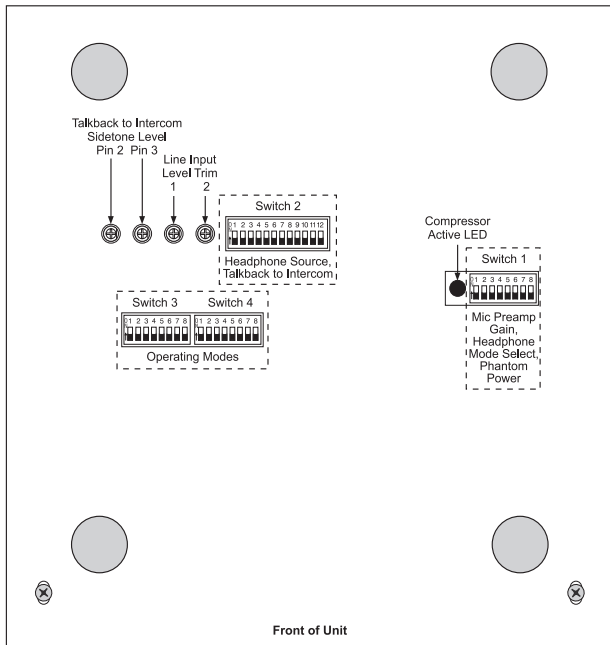 Talkback to Intercom
Sidetone Level
Pin 2 Pin 3
Line Input
Level Trim
1 2
Switch 2
1 2 3 4 5 6 7 8 9 10 11 12
Headphone Source,
Talkback to Intercom
Compressor
Active LED
Switch 1
1 2 3 4 5 6 7 8
Mic Preamp
Gain,
Headphone
Mode Select,
Phantom
Power
Switch 3 Switch 4
1 2 3 4 5 6 7 8 1 2 3 4 5 6 7 8
Operating Modes
Front of Unit